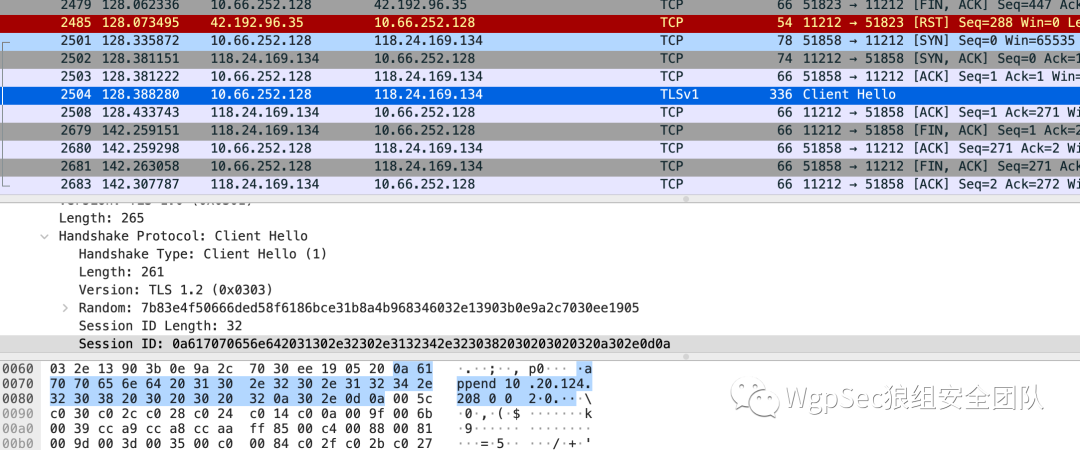 2479 128.062336 10.66.252.128 42.192.96.35 TCP 66 51823 → 11212 [FIN, ACK] Seq=447 Ack
2485 128.073495 42.192.96.35 10.66.252.128 TCP 54 11212 → 51823 [RST] Seq=288 Win=0 Le
2501 128.335872 10.66.252.128 118.24.169.134 TCP 78 51858 → 11212 [SYN] Seq=0 Win=65535
2502 128.381151 118.24.169.134 10.66.252.128 TCP 74 11212 → 51858 [SYN, ACK] Seq=0 Ack=1
2503 128.381222 10.66.252.128 118.24.169.134 TCP 66 51858 → 11212 [ACK] Seq=1 Ack=1 Win=
2504 128.388280 10.66.252.128 118.24.169.134 TLSv1 336 Client Hello
2508 128.433743 118.24.169.134 10.66.252.128 TCP 66 11212 → 51858 [ACK] Seq=1 Ack=271 Wi
2679 142.259151 118.24.169.134 10.66.252.128 TCP 66 11212 → 51858 [FIN, ACK] Seq=1 Ack=2
2680 142.259298 10.66.252.128 118.24.169.134 TCP 66 51858 → 11212 [ACK] Seq=271 Ack=2 W
2681 142.263058 10.66.252.128 118.24.169.134 TCP 66 51858 → 11212 [FIN, ACK] Seq=271 Ac
2683 142.307787 118.24.169.134 10.66.252.128 TCP 66 11212 → 51858 [ACK] Seq=2 Ack=272 Wi
Length: 265
Handshake Protocol: Client Hello
Handshake Type: Client Hello (1)
Length: 261
Version: TLS 1.2 (0x0303)
Random: 7b83e4f50666ded58f6186bce31b8a4b968346032e13903b0e9a2c7030ee1905
Session ID Length: 32
Session ID: 0a617070656e642031302e32302e3132342e3230382030203020320a302e0d0a
0060 03 2e 13 90 3b 0e 9a 2c 70 30 ee 19 05 20 0a 61 ·.··;··, p0··· ·a
0070 70 70 65 6e 64 20 31 30 2e 32 30 2e 31 32 34 2e ppend 10 .20.124.
0080 32 30 38 20 30 20 30 20 32 0a 30 2e 0d 0a 00 5c 208 0 0 2·0.···\
0090 c0 30 c0 2c c0 28 c0 24 c0 14 c0 0a 00 9f 00 6b ·0·,·(·$ ·······k
00a0 00 39 cc a9 cc a8 cc aa ff 85 00 c4 00 88 00 81 ·9······ ········
00b0 00 9d 00 3d 00 35 00 c0 00 84 c0 2f c0 2b c0 27 ···=·5·· ···/·+·'
WgpSec狼组安全团队